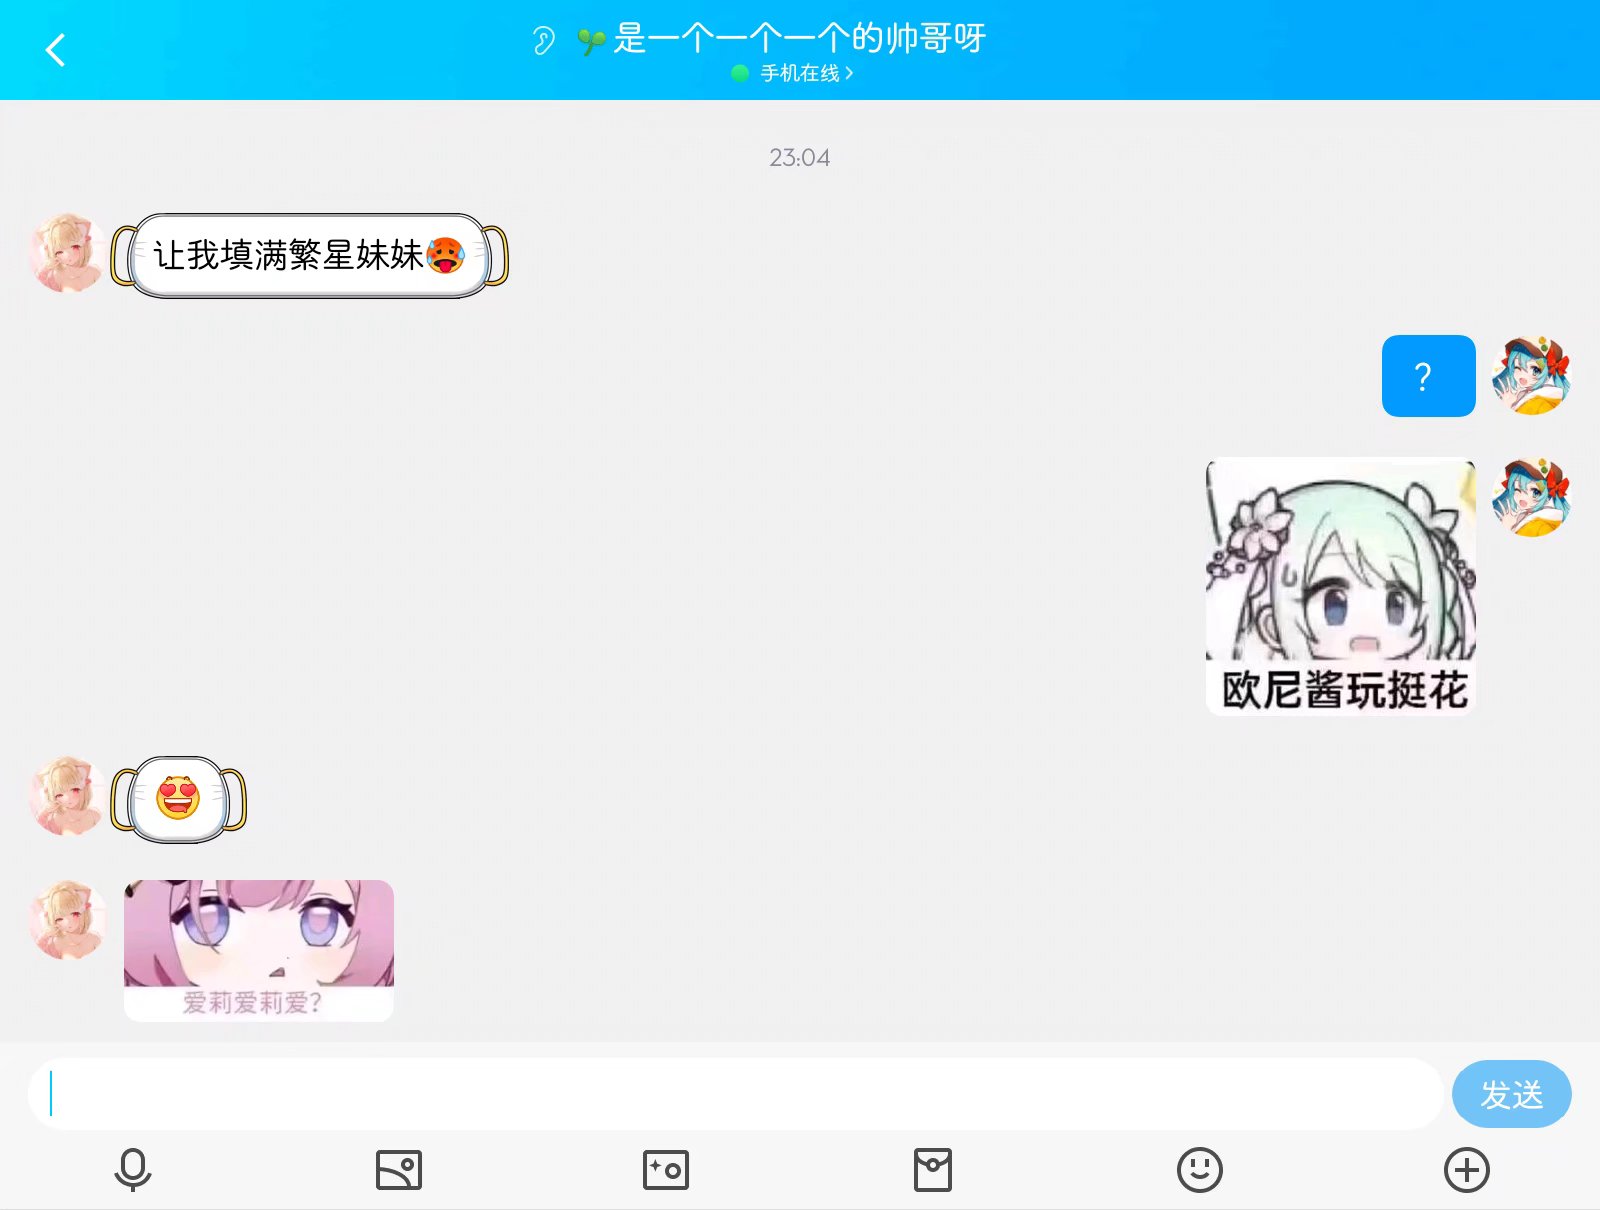 是一个一个一个的帅哥呀
手机在线
23:04
让我填满繁星妹妹🥵
？
欧尼酱玩挺花
😍
爱莉爱莉爱？
发送